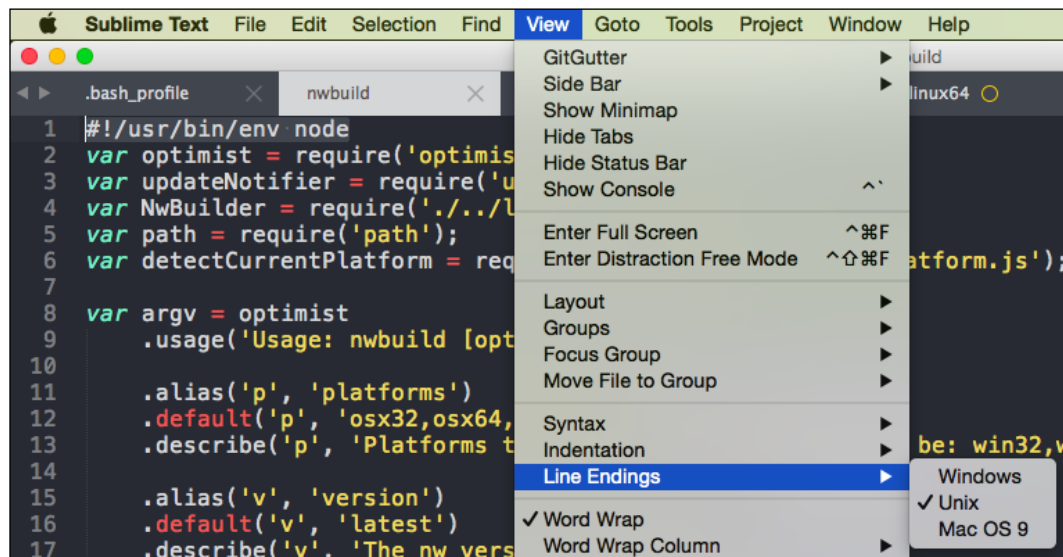 Sublime Text File Edit Selection Find View Goto Tools Project Window Help
uild
.bash_profile
nwbuild
linux64
1 #!/usr/bin/env node
2 var optimist = require('optimis
3 var updateNotifier = require('u
4 var NwBuilder = require('./../l
5 var path = require('path');
6 var detectCurrentPlatform = req
atform.js');
7
8 var argv = optimist
9 .usage('Usage: nwbuild [opt
10
11 .alias('p', 'platforms')
12 .default('p', 'osx32,osx64,
13 .describe('p', 'Platforms t
be: win32,w
14
15 .alias('v', 'version')
16 .default('v', 'latest')
17 .describe('v', 'The nw vers
GitGutter
Side Bar
Show Minimap
Hide Tabs
Hide Status Bar
Show Console ^`
Enter Full Screen ^⌘F
Enter Distraction Free Mode ^⇧⌘F
Layout
Groups
Focus Group
Move File to Group
Syntax
Indentation
Line Endings
✓ Word Wrap
Word Wrap Column
Windows
✓ Unix
Mac OS 9